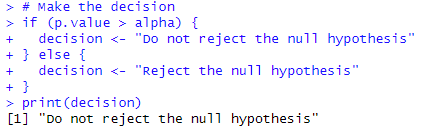 > # Make the decision
> if (p.value > alpha) {
+   decision <- "Do not reject the null hypothesis"
+ } else {
+   decision <- "Reject the null hypothesis"
+ }
> print(decision)
[1] "Do not reject the null hypothesis"